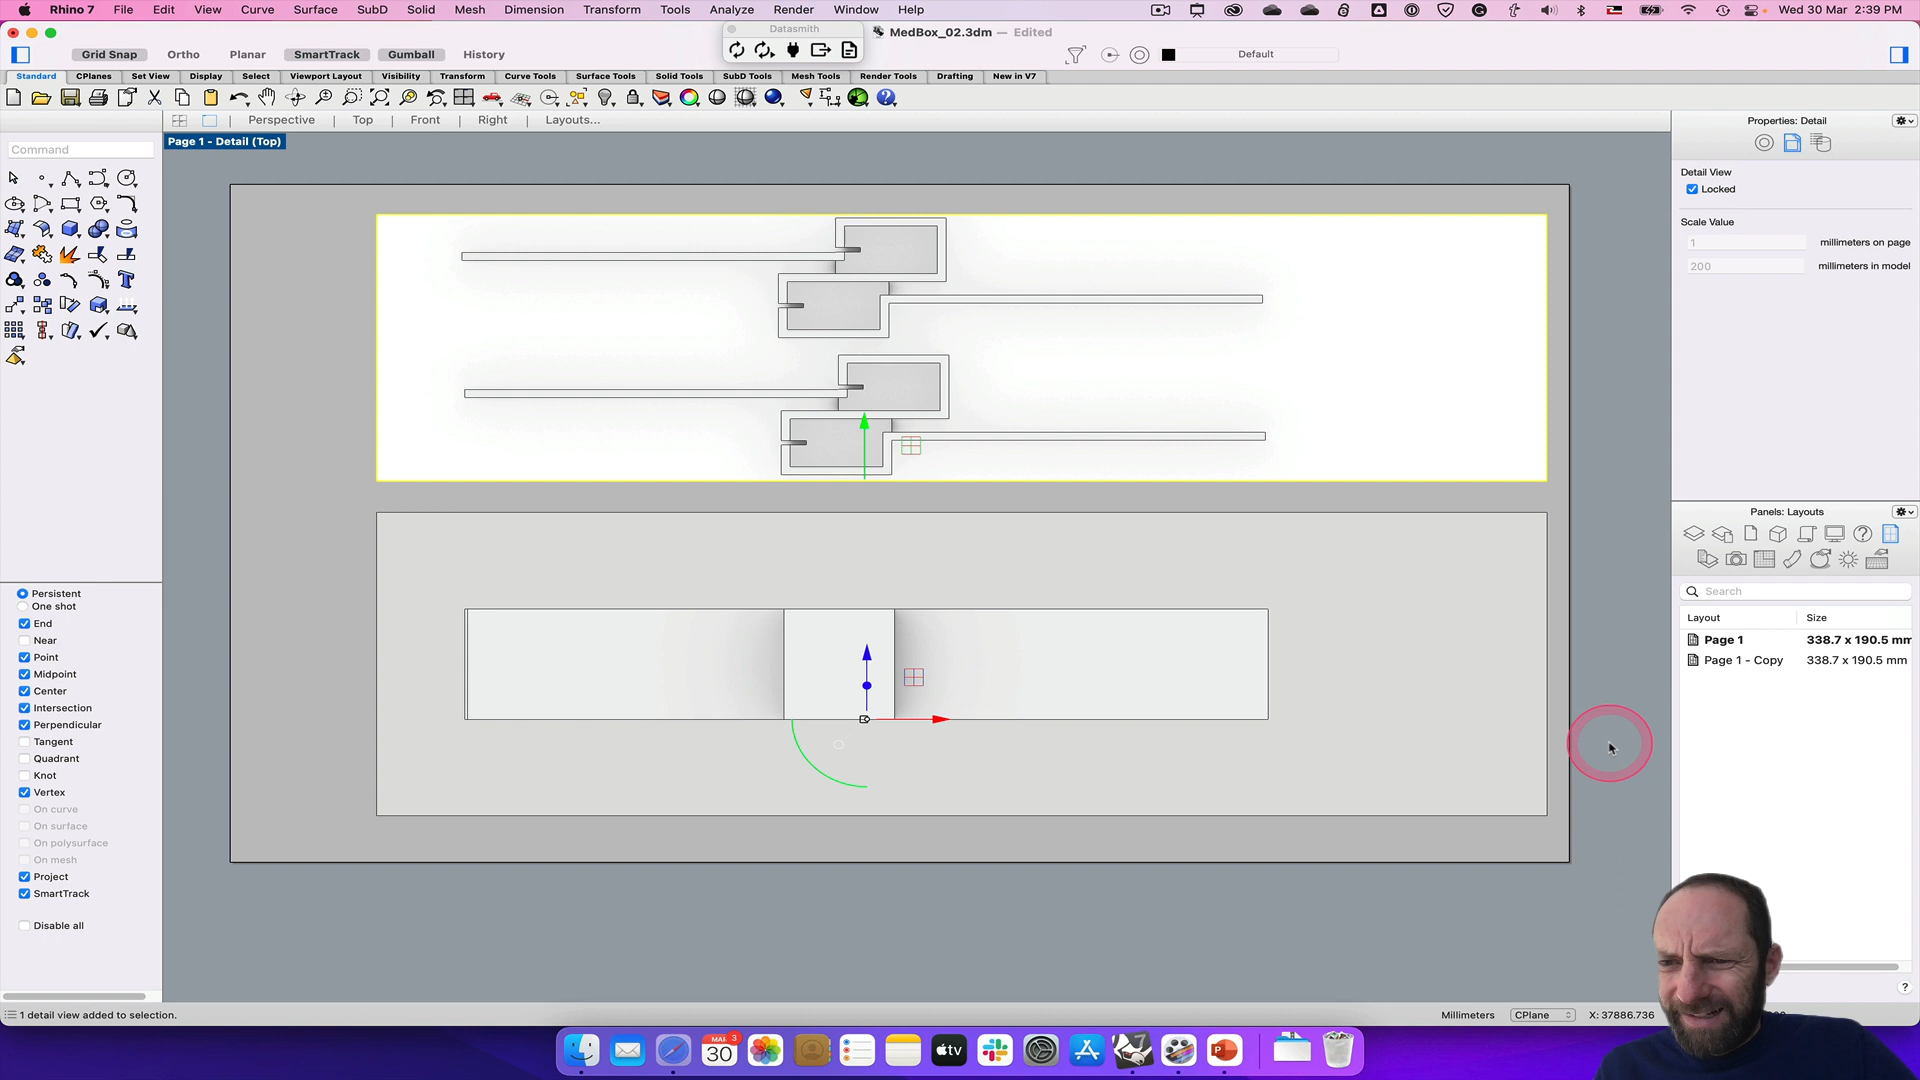 Rhino 7 File Edit View Curve Surface SubD Solid Mesh Dimension Transform Tools Analyze Render Window Help Wed 30 Mar 2:39 PM
Datasmith
MedBox_02.3dm — Edited
Grid Snap Ortho Planar SmartTrack Gumball History
Default
Standard CPlanes Set View Display Select Viewport Layout Visibility Transform Curve Tools Surface Tools Solid Tools SubD Tools Mesh Tools Render Tools Drafting New in V7
Perspective Top Front Right Layouts...
Page 1 - Detail (Top)
Command
Properties: Detail
Detail View
Locked
Scale Value
1 millimeters on page
200 millimeters in model
Panels: Layouts
Search
Layout Size
Page 1 338.7 x 190.5 mm
Page 1 - Copy 338.7 x 190.5 mm
Persistent
One shot
End
Near
Point
Midpoint
Center
Intersection
Perpendicular
Tangent
Quadrant
Knot
Vertex
On curve
On surface
On polysurface
On mesh
Project
SmartTrack
Disable all
1 detail view added to selection.
Millimeters CPlane X: 37886.736
MAR 3
30
tv
7